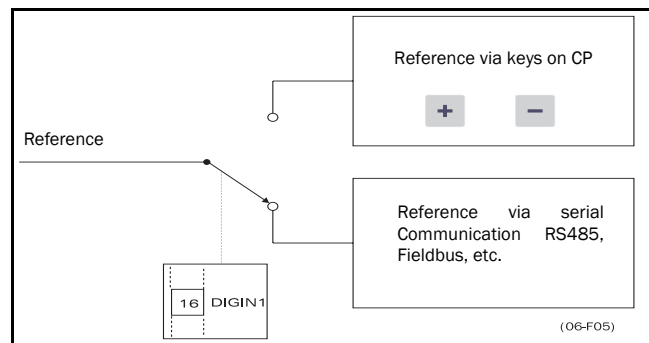 Reference via keys on CP
+ −
Reference
Reference via serial
Communication RS485,
Fieldbus, etc.
16 DIGIN1
(06-F05)